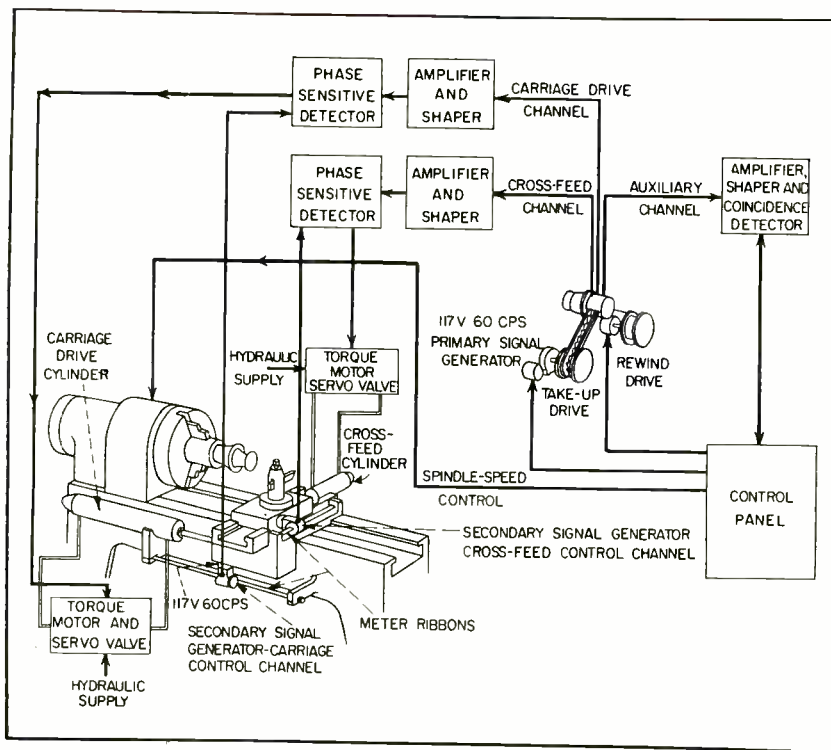 PHASE
SENSITIVE
DETECTOR
AMPLIFIER
AND
SHAPER
CARRIAGE DRIVE
CHANNEL
PHASE
SENSITIVE
DETECTOR
AMPLIFIER
AND
SHAPER
CROSS-FEED
CHANNEL
AUXILIARY
CHANNEL
AMPLIFIER,
SHAPER AND
COINCIDENCE
DETECTOR
117V 60 CPS
PRIMARY SIGNAL
GENERATOR
REWIND
DRIVE
TAKE-UP
DRIVE
CARRIAGE
DRIVE
CYLINDER
HYDRAULIC
SUPPLY
TORQUE
MOTOR
SERVO VALVE
CROSS-
FEED
CYLINDER
SPINDLE-SPEED
CONTROL
CONTROL
PANEL
SECONDARY SIGNAL GENERATOR
CROSS-FEED CONTROL CHANNEL
METER RIBBONS
117V 60CPS
SECONDARY SIGNAL
GENERATOR-CARRIAGE
CONTROL CHANNEL
TORQUE
MOTOR AND
SERVO VALVE
HYDRAULIC
SUPPLY